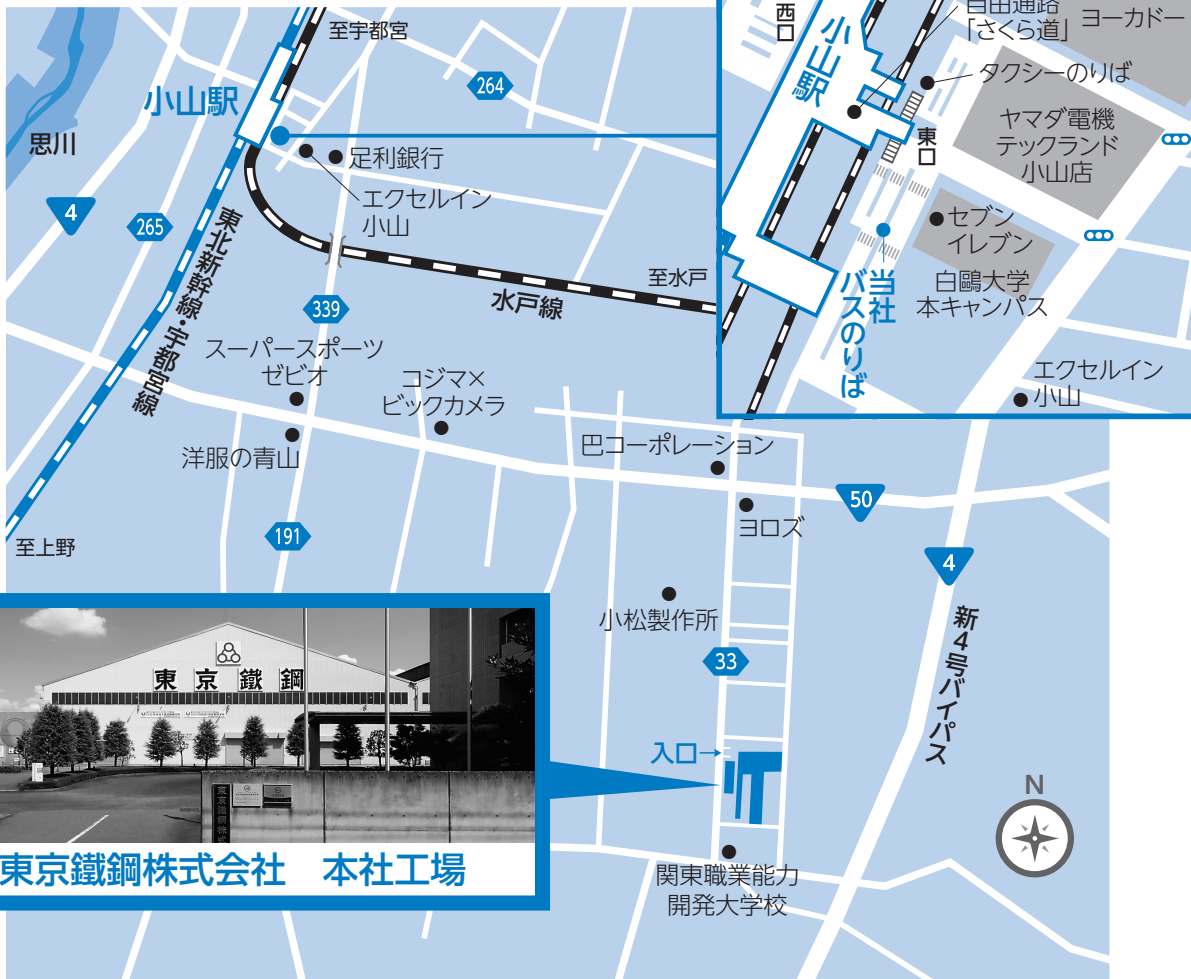 至宇都宮
264
小山駅
思川
4
265
足利銀行
エクセルイン
小山
東北新幹線・宇都宮線
339
水戸線
至水戸
スーパースポーツ
ゼビオ
コジマ×
ビックカメラ
洋服の青山
191
至上野
西口
小山駅
自由通路
「さくら道」
ヨーカドー
タクシーのりば
東口
ヤマダ電機
テックランド
小山店
セブン
イレブン
当社
バスのりば
白鷗大学
本キャンパス
エクセルイン
小山
巴コーポレーション
ヨロズ
50
4
新4号バイパス
小松製作所
33
入口→
N
関東職業能力
開発大学校
東京鐵鋼
東京鐵鋼株式
東京鐵鋼株式会社 本社工場